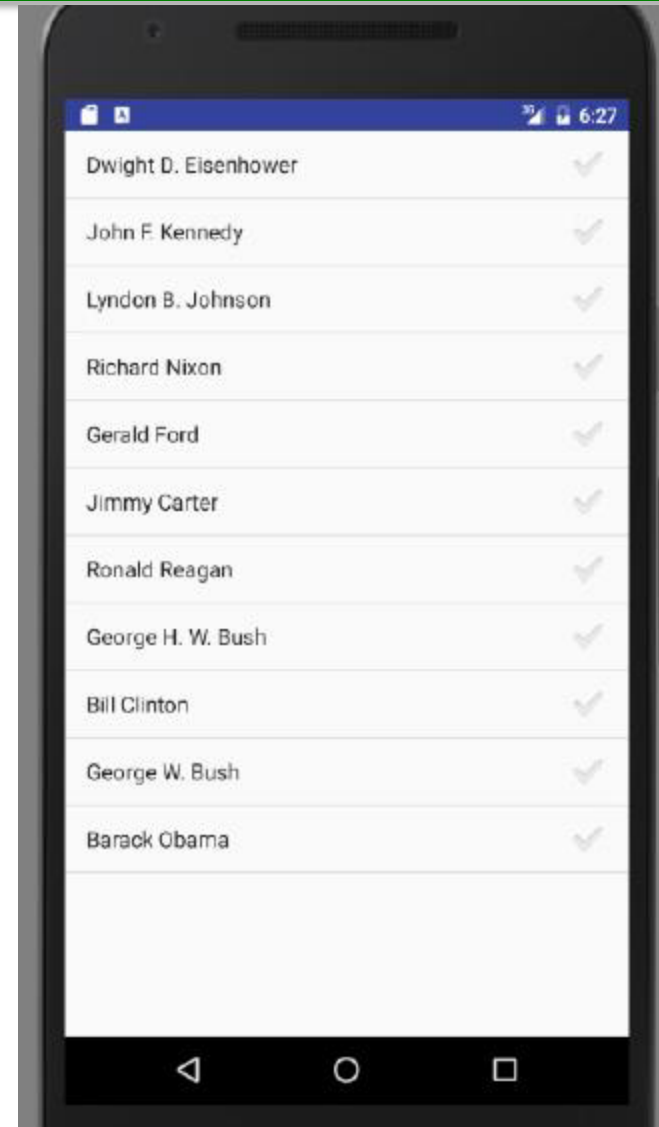 3G 6:27
Dwight D. Eisenhower
John F. Kennedy
Lyndon B. Johnson
Richard Nixon
Gerald Ford
Jimmy Carter
Ronald Reagan
George H. W. Bush
Bill Clinton
George W. Bush
Barack Obama